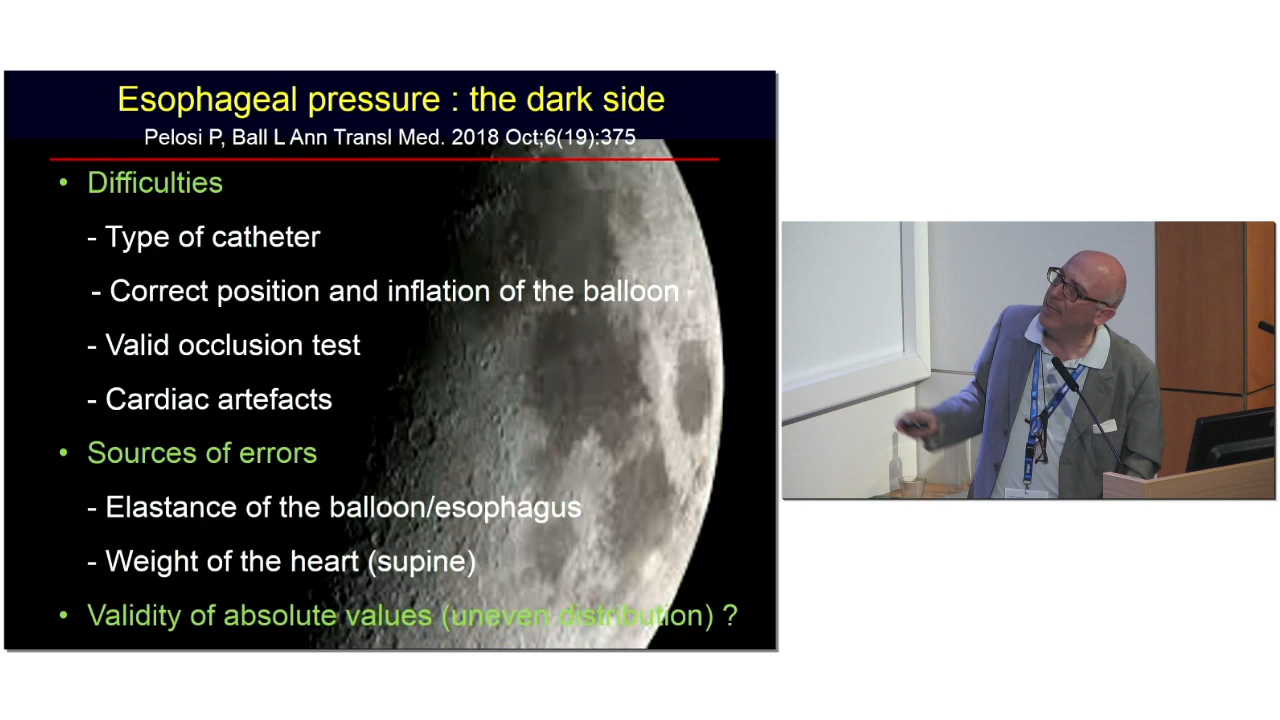 Esophageal pressure : the dark side
Pelosi P, Ball L Ann Transl Med. 2018 Oct;6(19):375
• Difficulties
- Type of catheter
- Correct position and inflation of the balloon
- Valid occlusion test
- Cardiac artefacts
• Sources of errors
- Elastance of the balloon/esophagus
- Weight of the heart (supine)
• Validity of absolute values (uneven distribution) ?